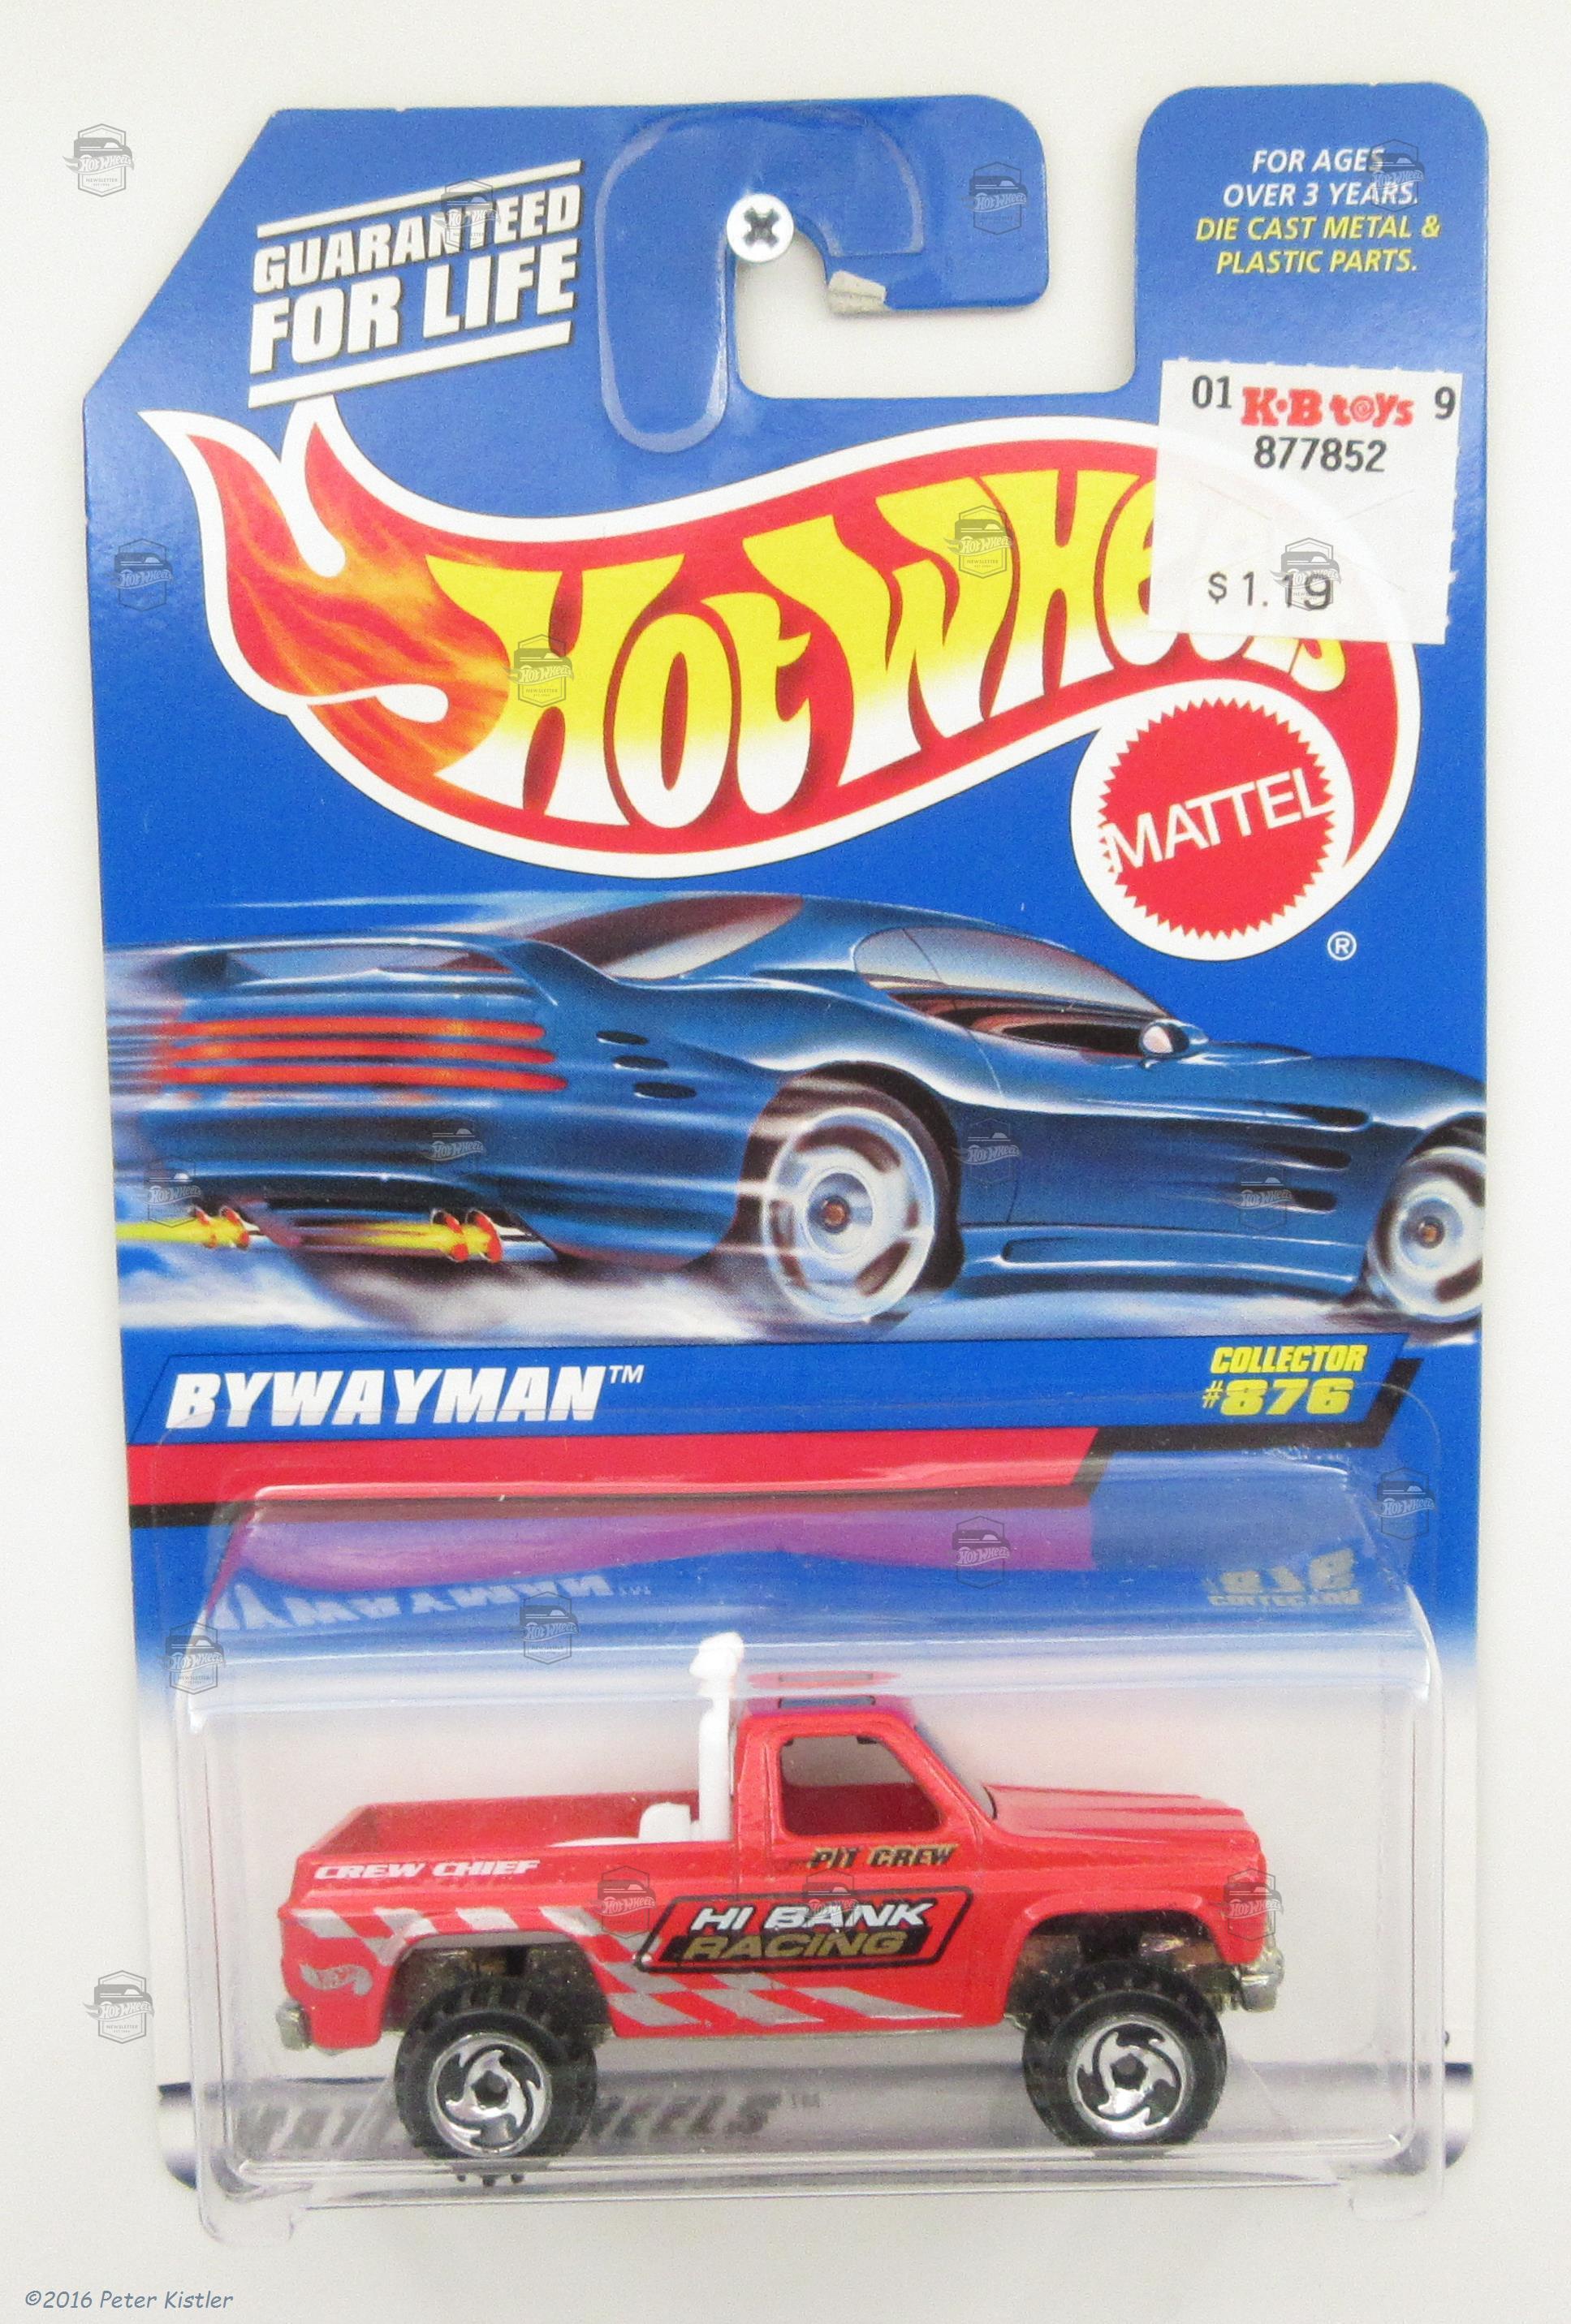 GUARANTEED
FOR LIFE
FOR AGES
OVER 3 YEARS.
DIE CAST METAL &
PLASTIC PARTS.
01 K·B toys 9
877852
$1.19
HOT WHEELS
MATTEL
®
BYWAYMAN™
COLLECTOR
#876
CREW CHIEF
PIT CREW
HI BANK
RACING
©2016 Peter Kistler